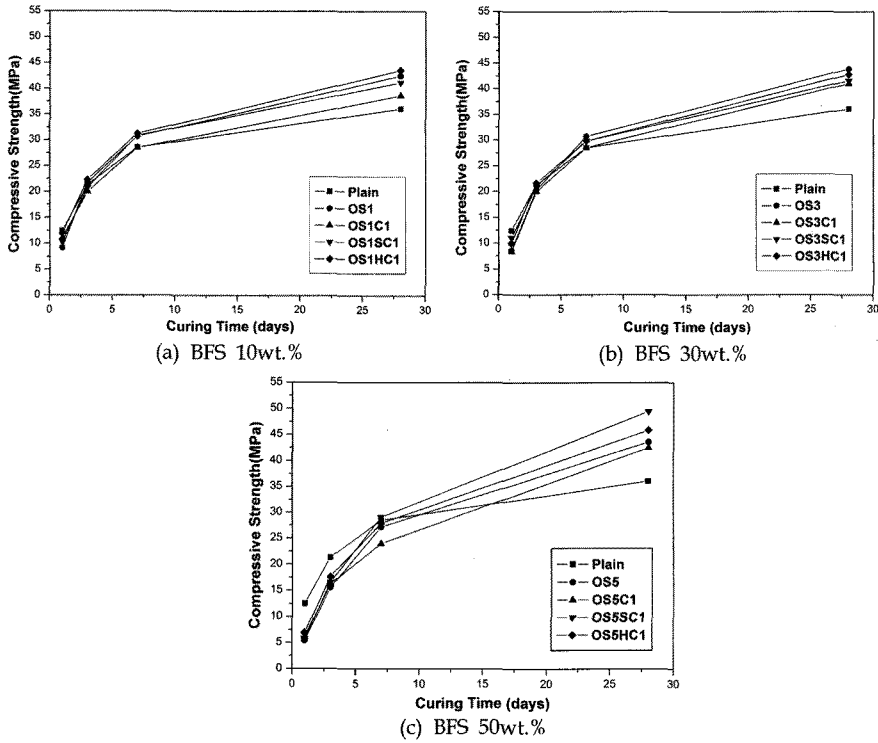 55
50
45
40
35
30
25
20
15
10
5
0
Compressive Strength(MPa)
Plain
OS1
OS1C1
OS1SC1
OS1HC1
0 5 10 15 20 25 30
Curing Time (days)
(a) BFS 10wt.%
55
50
45
40
35
30
25
20
15
10
5
0
Compressive Strength(MPa)
Plain
OS3
OS3C1
OS3SC1
OS3HC1
0 5 10 15 20 25 30
Curing Time (days)
(b) BFS 30wt.%
55
50
45
40
35
30
25
20
15
10
5
0
Compressive Strength(MPa)
Plain
OS5
OS5C1
OS5SC1
OS5HC1
0 5 10 15 20 25 30
Curing Time (days)
(c) BFS 50wt.%